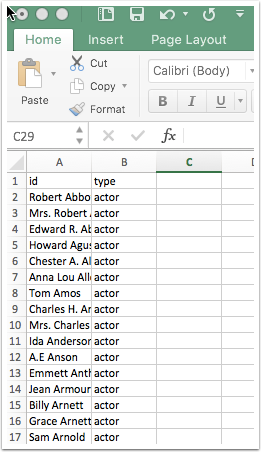 Home Insert Page Layout
Cut
Copy
Format
Paste
Calibri (Body)
B I U
C29 fx
A B C
1 id type
2 Robert Abbo actor
3 Mrs. Robert actor
4 Edward R. Ab actor
5 Howard Agus actor
6 Chester A. Al actor
7 Anna Lou Alle actor
8 Tom Amos actor
9 Charles H. An actor
10 Mrs. Charles actor
11 Ida Anderson actor
12 A.E Anson actor
13 Emmett Anth actor
14 Jean Armour actor
15 Billy Arnett actor
16 Grace Arnett actor
17 Sam Arnold actor